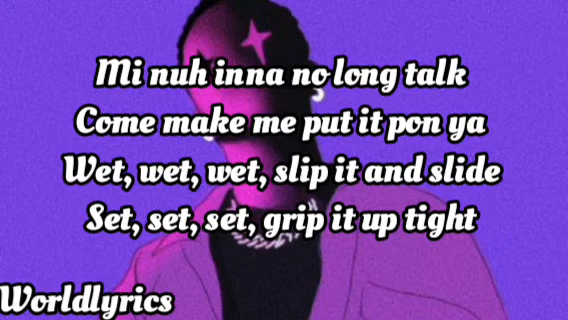 Mi nuh inna no long talk
Come make me put it pon ya
Wet, wet, wet, slip it and slide
Set, set, set, grip it up tight
Worldlyrics